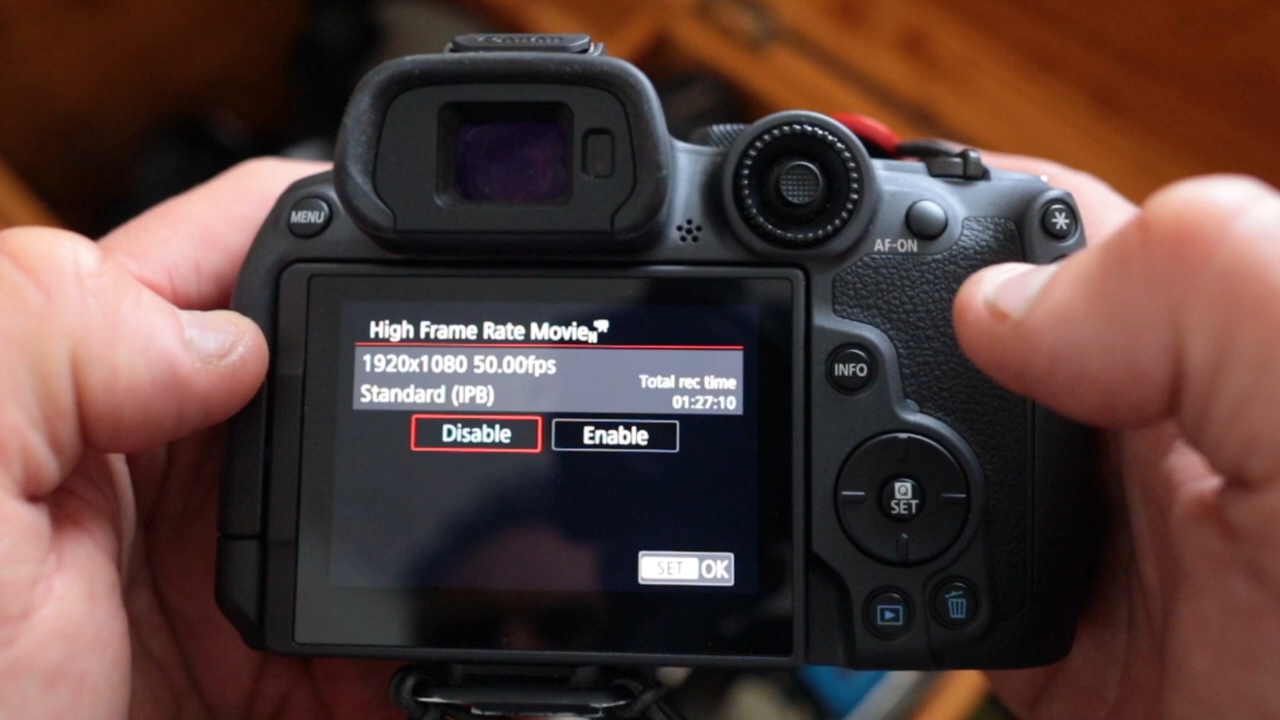 MENU
AF-ON
High Frame Rate Movie
1920x1080 50.00fps
Standard (IPB)
Total rec time
01:27:10
Disable Enable
SET OK
INFO
Q
SET